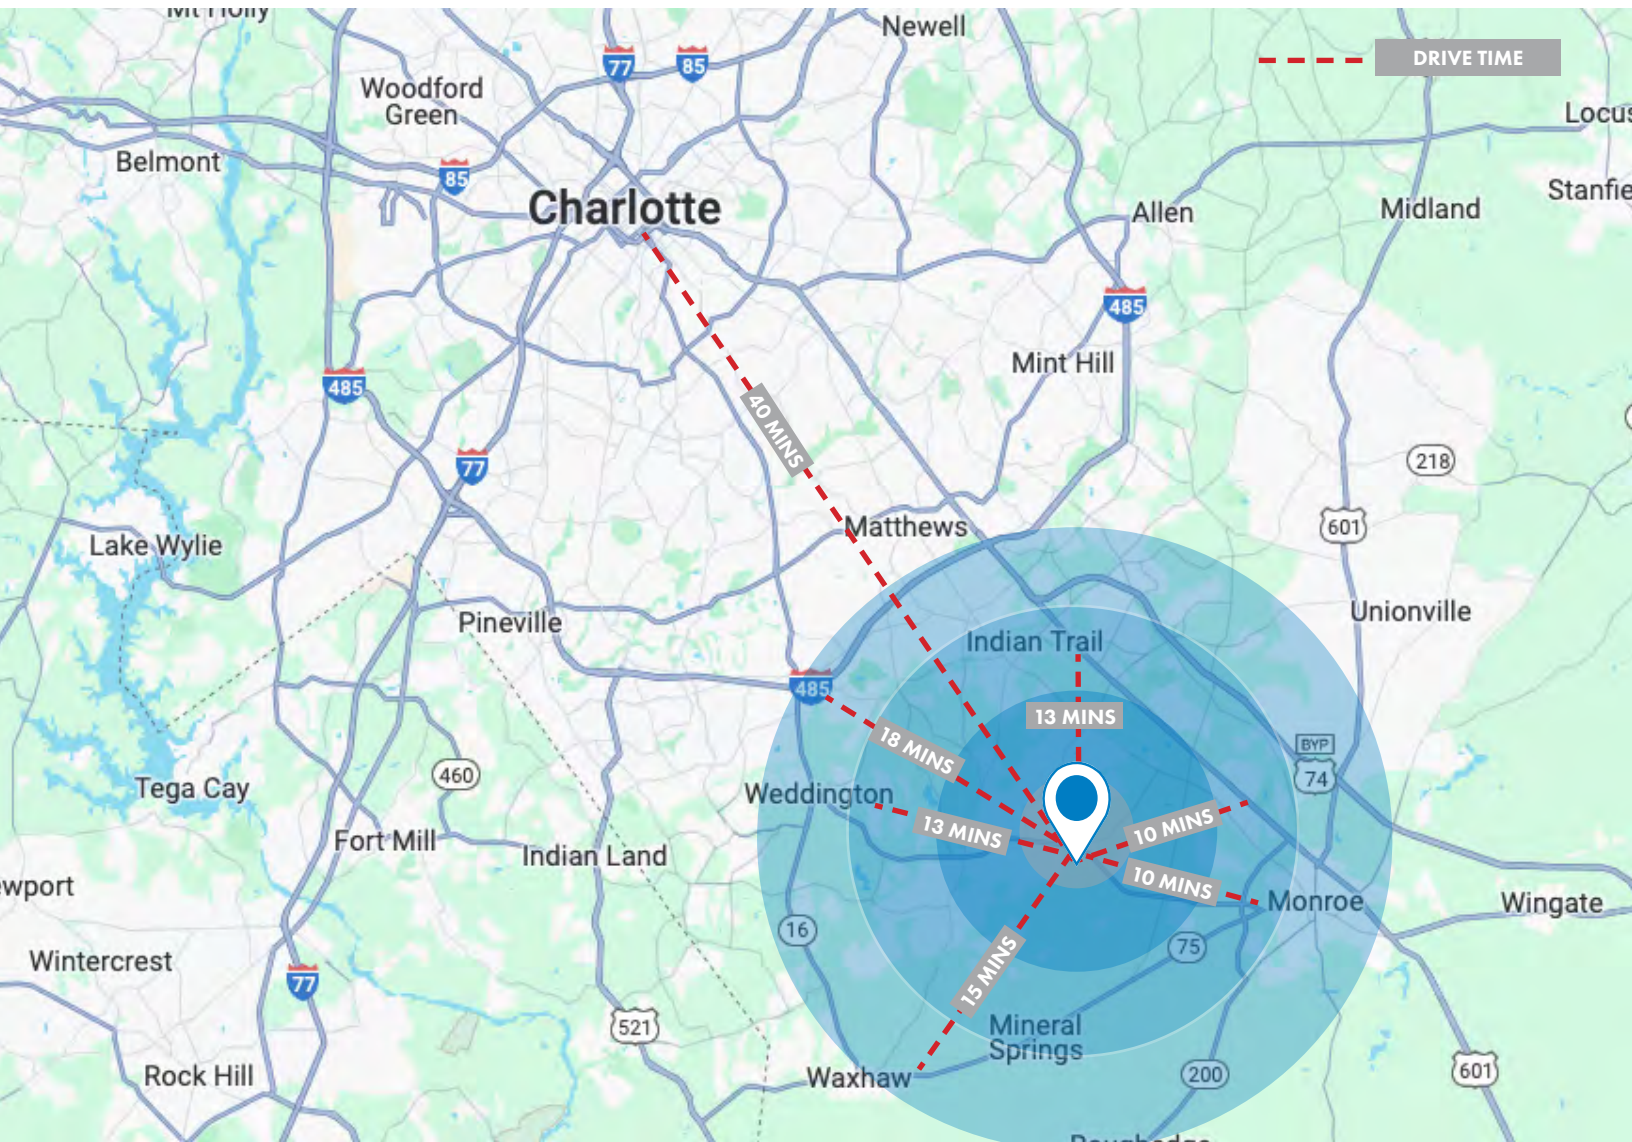 Mt Holly
Newell
77
85
DRIVE TIME
Woodford
Green
Locus
Belmont
85
Charlotte
Allen
Midland
Stanfie
485
Mint Hill
485
40 MINS
77
218
601
Matthews
Lake Wylie
Unionville
Pineville
Indian Trail
485
13 MINS
18 MINS
BYP
74
460
Tega Cay
Weddington
13 MINS
10 MINS
Fort Mill
Indian Land
10 MINS
ewport
Monroe
Wingate
16
75
Wintercrest
15 MINS
77
521
Mineral
Springs
Rock Hill
Waxhaw
200
601